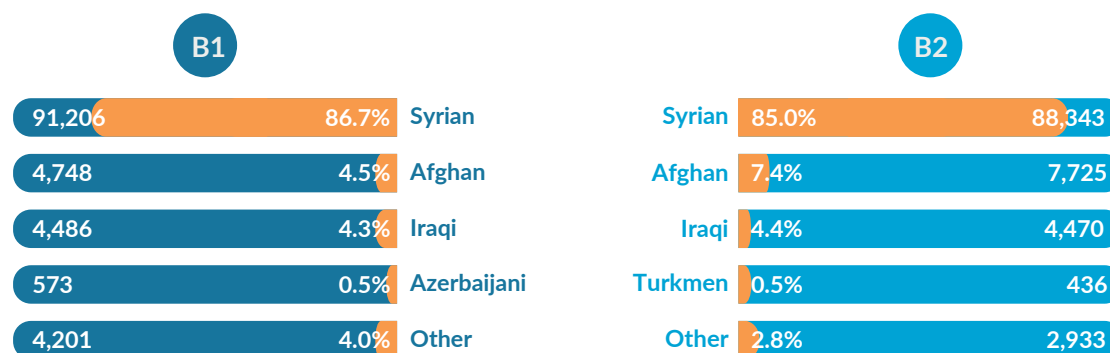 B1
B2
91,206 86.7% Syrian
Syrian 85.0% 88,343
4,748 4.5% Afghan
Afghan 7.4% 7,725
4,486 4.3% Iraqi
Iraqi 4.4% 4,470
573 0.5% Azerbaijani
Turkmen 0.5% 436
4,201 4.0% Other
Other 2.8% 2,933